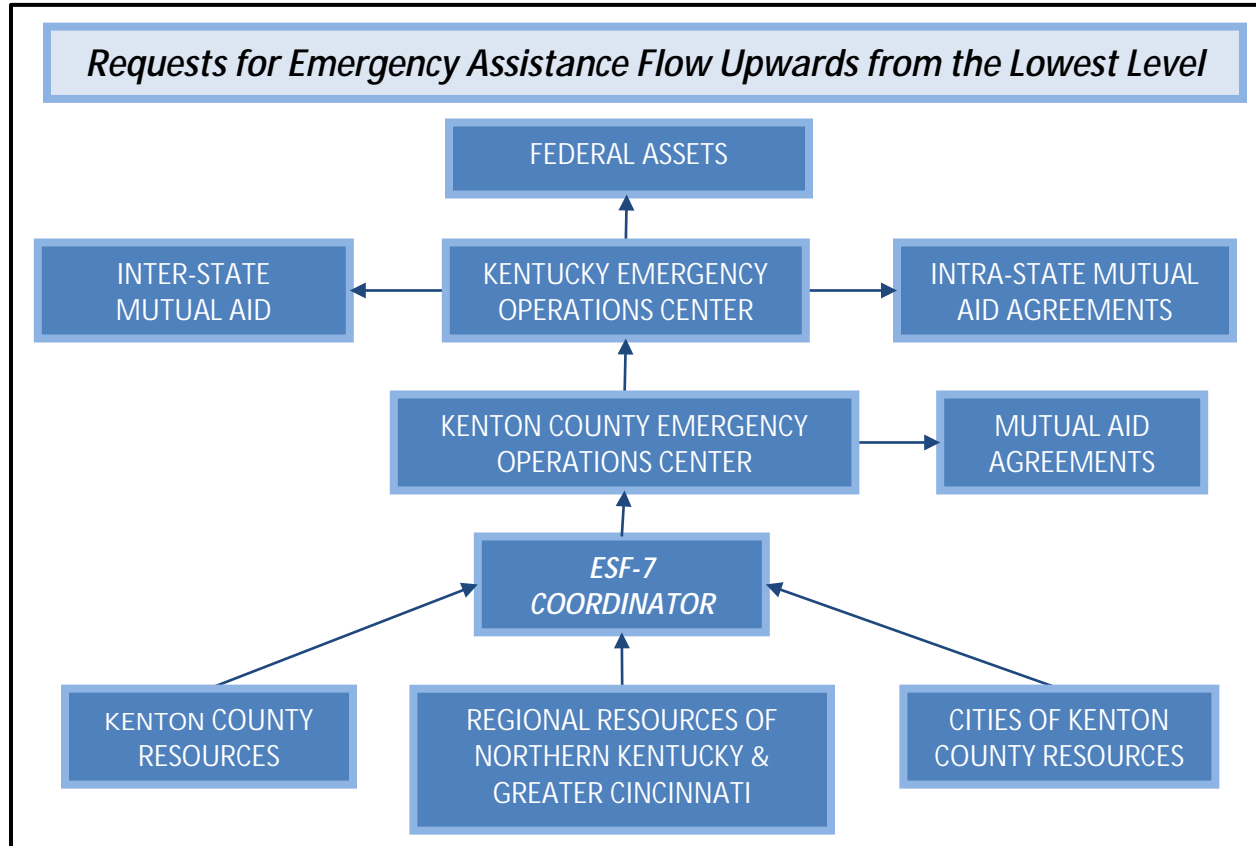 Requests for Emergency Assistance Flow Upwards from the Lowest Level
FEDERAL ASSETS
INTER-STATE
MUTUAL AID
KENTUCKY EMERGENCY
OPERATIONS CENTER
INTRA-STATE MUTUAL
AID AGREEMENTS
KENTON COUNTY EMERGENCY
OPERATIONS CENTER
MUTUAL AID
AGREEMENTS
ESF-7
COORDINATOR
KENTON COUNTY
RESOURCES
REGIONAL RESOURCES OF
NORTHERN KENTUCKY &
GREATER CINCINNATI
CITIES OF KENTON
COUNTY RESOURCES